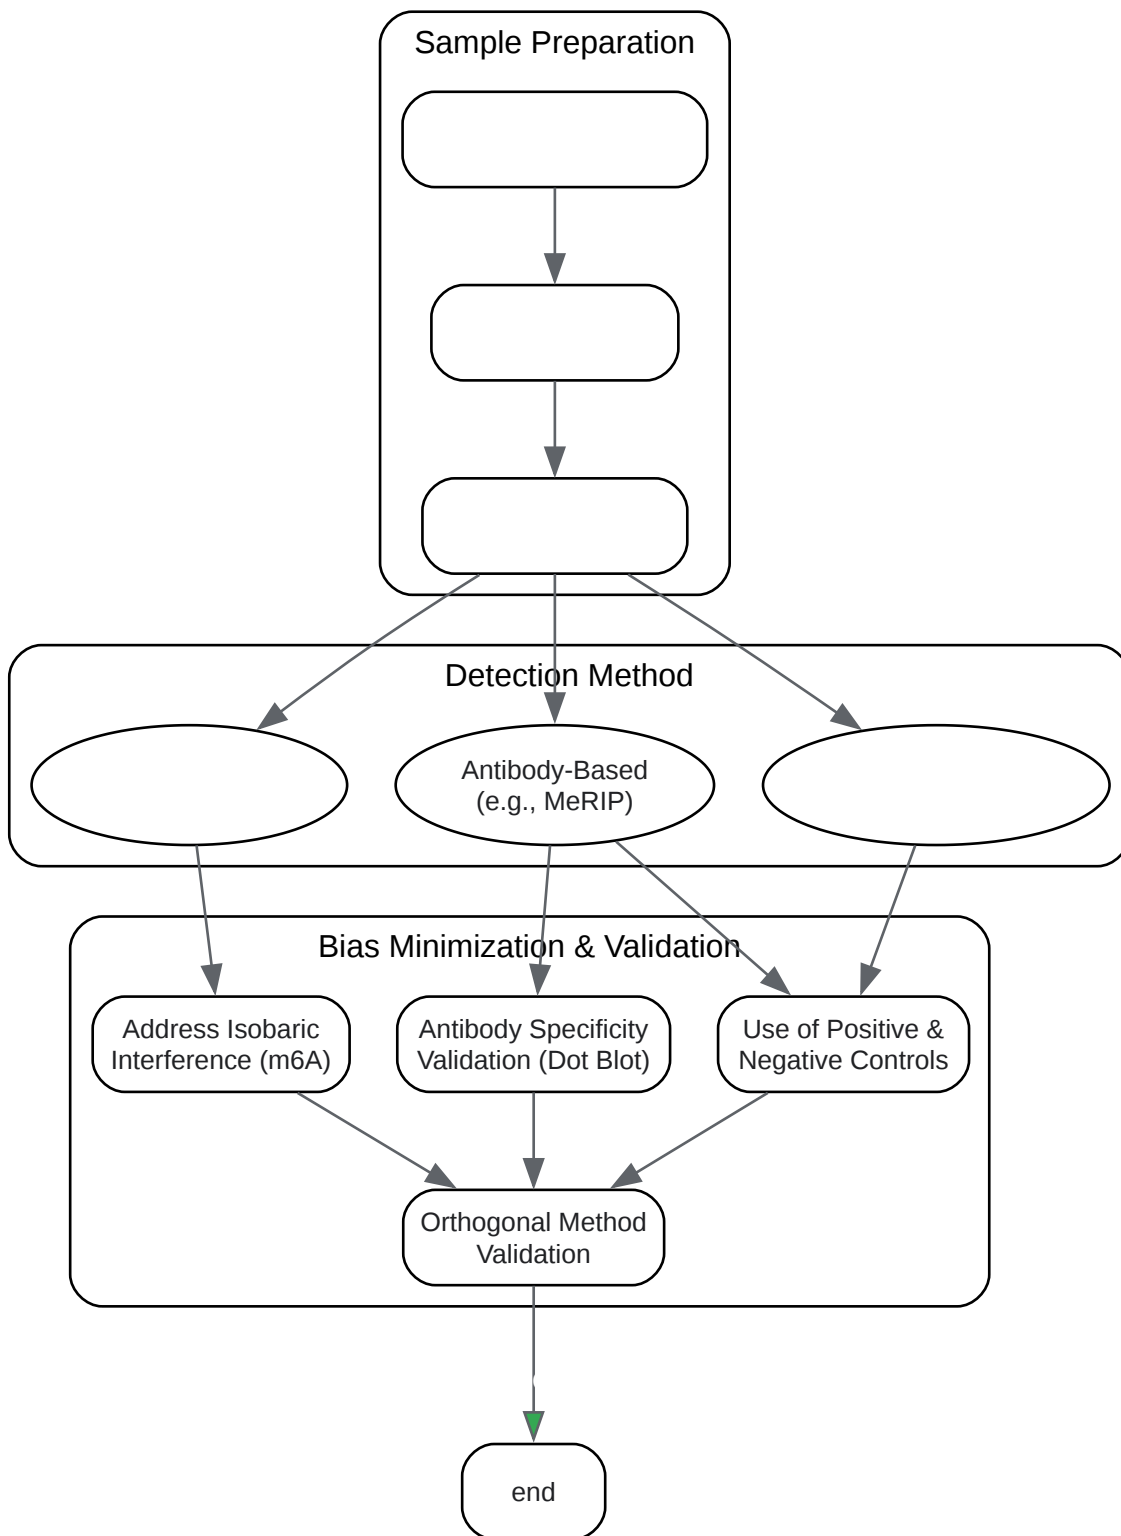 Sample Preparation
Detection Method
Antibody-Based
(e.g., MeRIP)
Bias Minimization & Validation
Address Isobaric
Interference (m6A)
Antibody Specificity
Validation (Dot Blot)
Use of Positive &
Negative Controls
Orthogonal Method
Validation
end